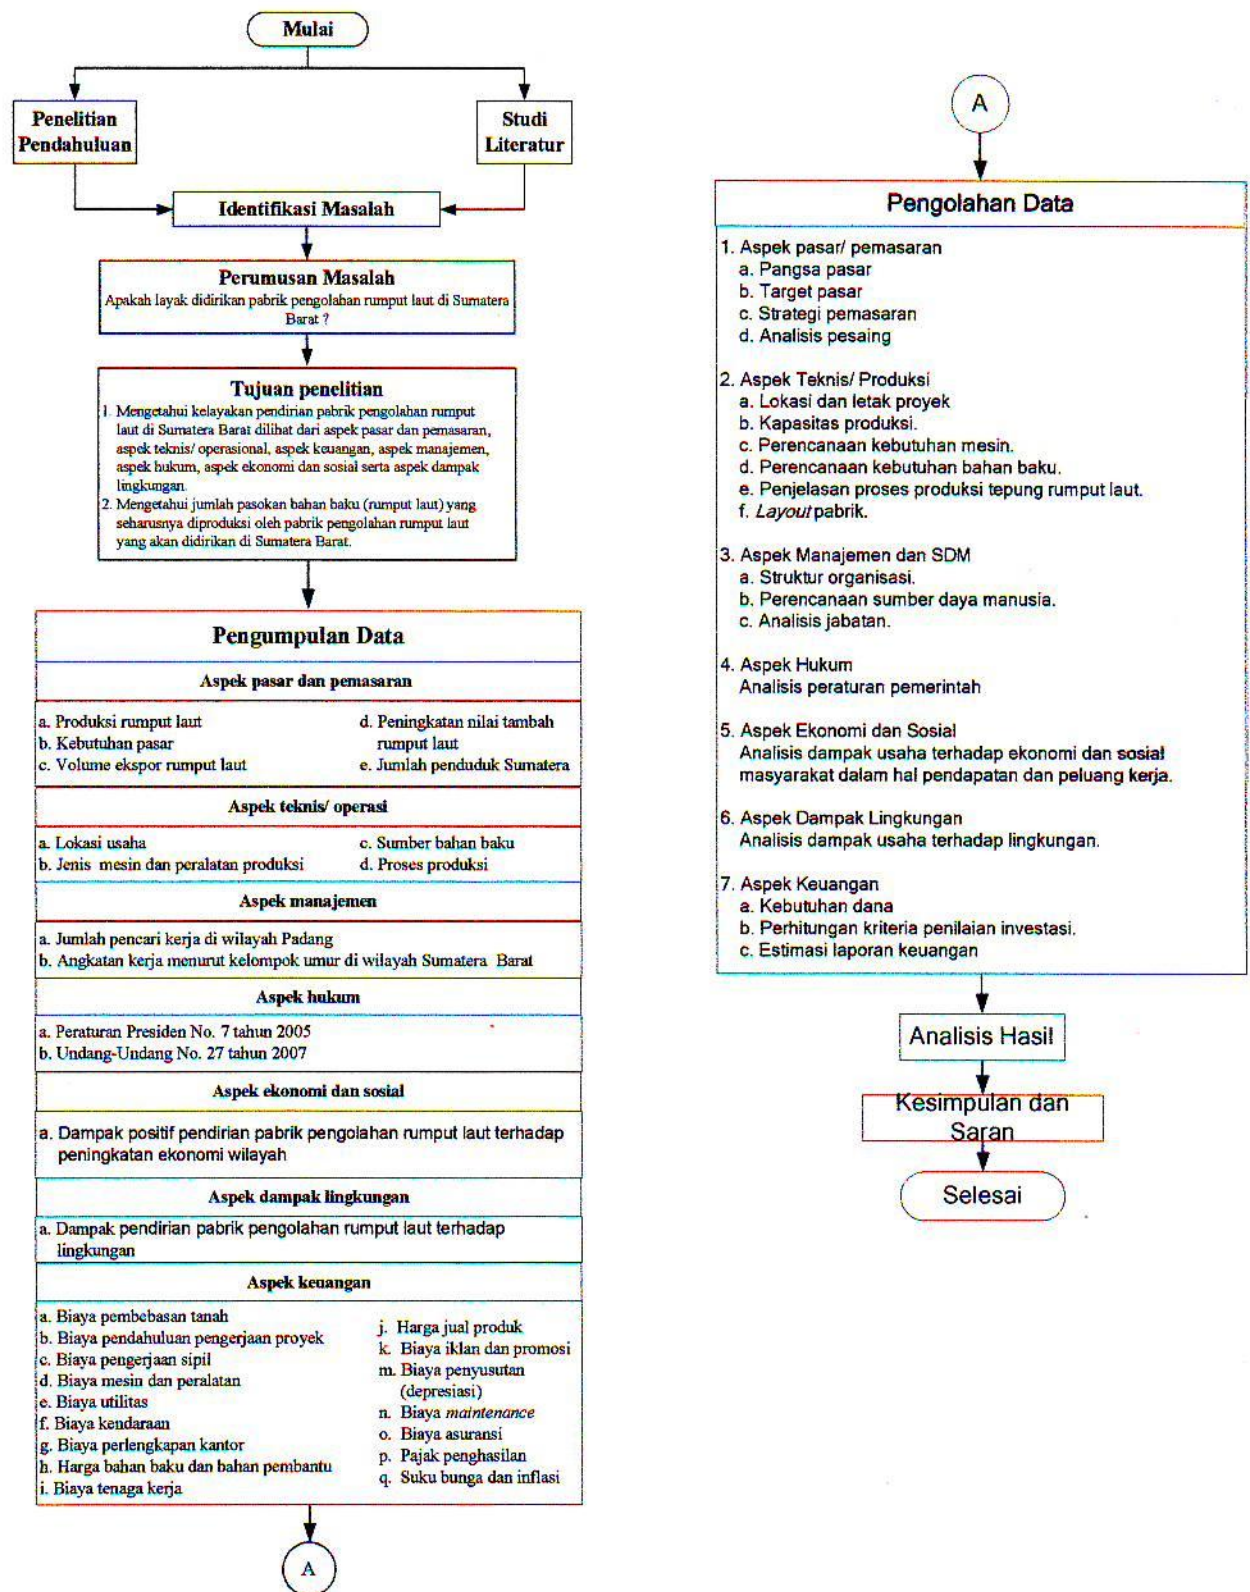 Mulai
Penelitian
Pendahuluan
Studi
Literatur
Identifikasi Masalah
Perumusan Masalah
Apakah layak didirikan pabrik pengolahan rumput laut di Sumatera
Barat ?
Tujuan penelitian
1. Mengetahui kelayakan pendirian pabrik pengolahan rumput
laut di Sumatera Barat dilihat dari aspek pasar dan pemasaran,
aspek teknis/ operasional, aspek keuangan, aspek manajemen,
aspek hukum, aspek ekonomi dan sosial serta aspek dampak
lingkungan.
2. Mengetahui jumlah pasokan bahan baku (rumput laut) yang
seharusnya diproduksi oleh pabrik pengolahan rumput laut
yang akan didirikan di Sumatera Barat.
Pengumpulan Data
Aspek pasar dan pemasaran
a. Produksi rumput laut
b. Kebutuhan pasar
c. Volume ekspor rumput laut
d. Peningkatan nilai tambah
rumput laut
e. Jumlah penduduk Sumatera
Aspek teknis/ operasi
a. Lokasi usaha
b. Jenis mesin dan peralatan produksi
c. Sumber bahan baku
d. Proses produksi
Aspek manajemen
a. Jumlah pencari kerja di wilayah Padang
b. Angkatan kerja menurut kelompok umur di wilayah Sumatera Barat
Aspek hukum
a. Peraturan Presiden No. 7 tahun 2005
b. Undang-Undang No. 27 tahun 2007
Aspek ekonomi dan sosial
a. Dampak positif pendirian pabrik pengolahan rumput laut terhadap
peningkatan ekonomi wilayah
Aspek dampak lingkungan
a. Dampak pendirian pabrik pengolahan rumput laut terhadap
lingkungan
Aspek keuangan
a. Biaya pembebasan tanah
b. Biaya pendahuluan pengerjaan proyek
c. Biaya pengerjaan sipil
d. Biaya mesin dan peralatan
e. Biaya utilitas
f. Biaya kendaraan
g. Biaya perlengkapan kantor
h. Harga bahan baku dan bahan pembantu
i. Biaya tenaga kerja
j. Harga jual produk
k. Biaya iklan dan promosi
m. Biaya penyusutan
(depresiasi)
n. Biaya maintenance
o. Biaya asuransi
p. Pajak penghasilan
q. Suku bunga dan inflasi
A
A
Pengolahan Data
1. Aspek pasar/ pemasaran
a. Pangsa pasar
b. Target pasar
c. Strategi pemasaran
d. Analisis pesaing
2. Aspek Teknis/ Produksi
a. Lokasi dan letak proyek
b. Kapasitas produksi.
c. Perencanaan kebutuhan mesin.
d. Perencanaan kebutuhan bahan baku.
e. Penjelasan proses produksi tepung rumput laut.
f. Layout pabrik.
3. Aspek Manajemen dan SDM
a. Struktur organisasi.
b. Perencanaan sumber daya manusia.
c. Analisis jabatan.
4. Aspek Hukum
Analisis peraturan pemerintah
5. Aspek Ekonomi dan Sosial
Analisis dampak usaha terhadap ekonomi dan sosial
masyarakat dalam hal pendapatan dan peluang kerja.
6. Aspek Dampak Lingkungan
Analisis dampak usaha terhadap lingkungan.
7. Aspek Keuangan
a. Kebutuhan dana
b. Perhitungan kriteria penilaian investasi.
c. Estimasi laporan keuangan
Analisis Hasil
Kesimpulan dan
Saran
Selesai